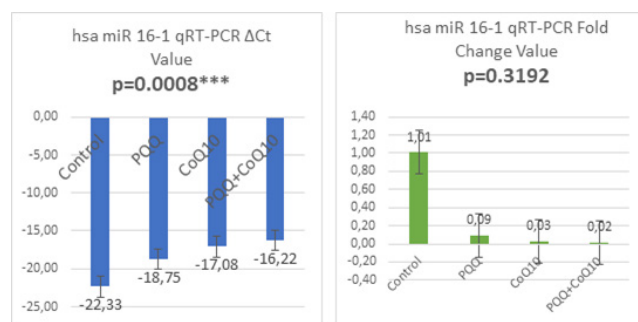 hsa miR 16-1 qRT-PCR ΔCt
Value
p=0.0008***
0,00
-5,00
-10,00
-15,00
-20,00
-25,00
Control
PQQ
CoQ10
PQQ+CoQ10
-22,33
-18,75
-17,08
-16,22
hsa miR 16-1 qRT-PCR Fold
Change Value
p=0.3192
1,40
1,20
1,00
0,80
0,60
0,40
0,20
0,00
-0,20
-0,40
1,01
0,09
0,03
0,02
Control
PQQ
CoQ10
PQQ+CoQ10